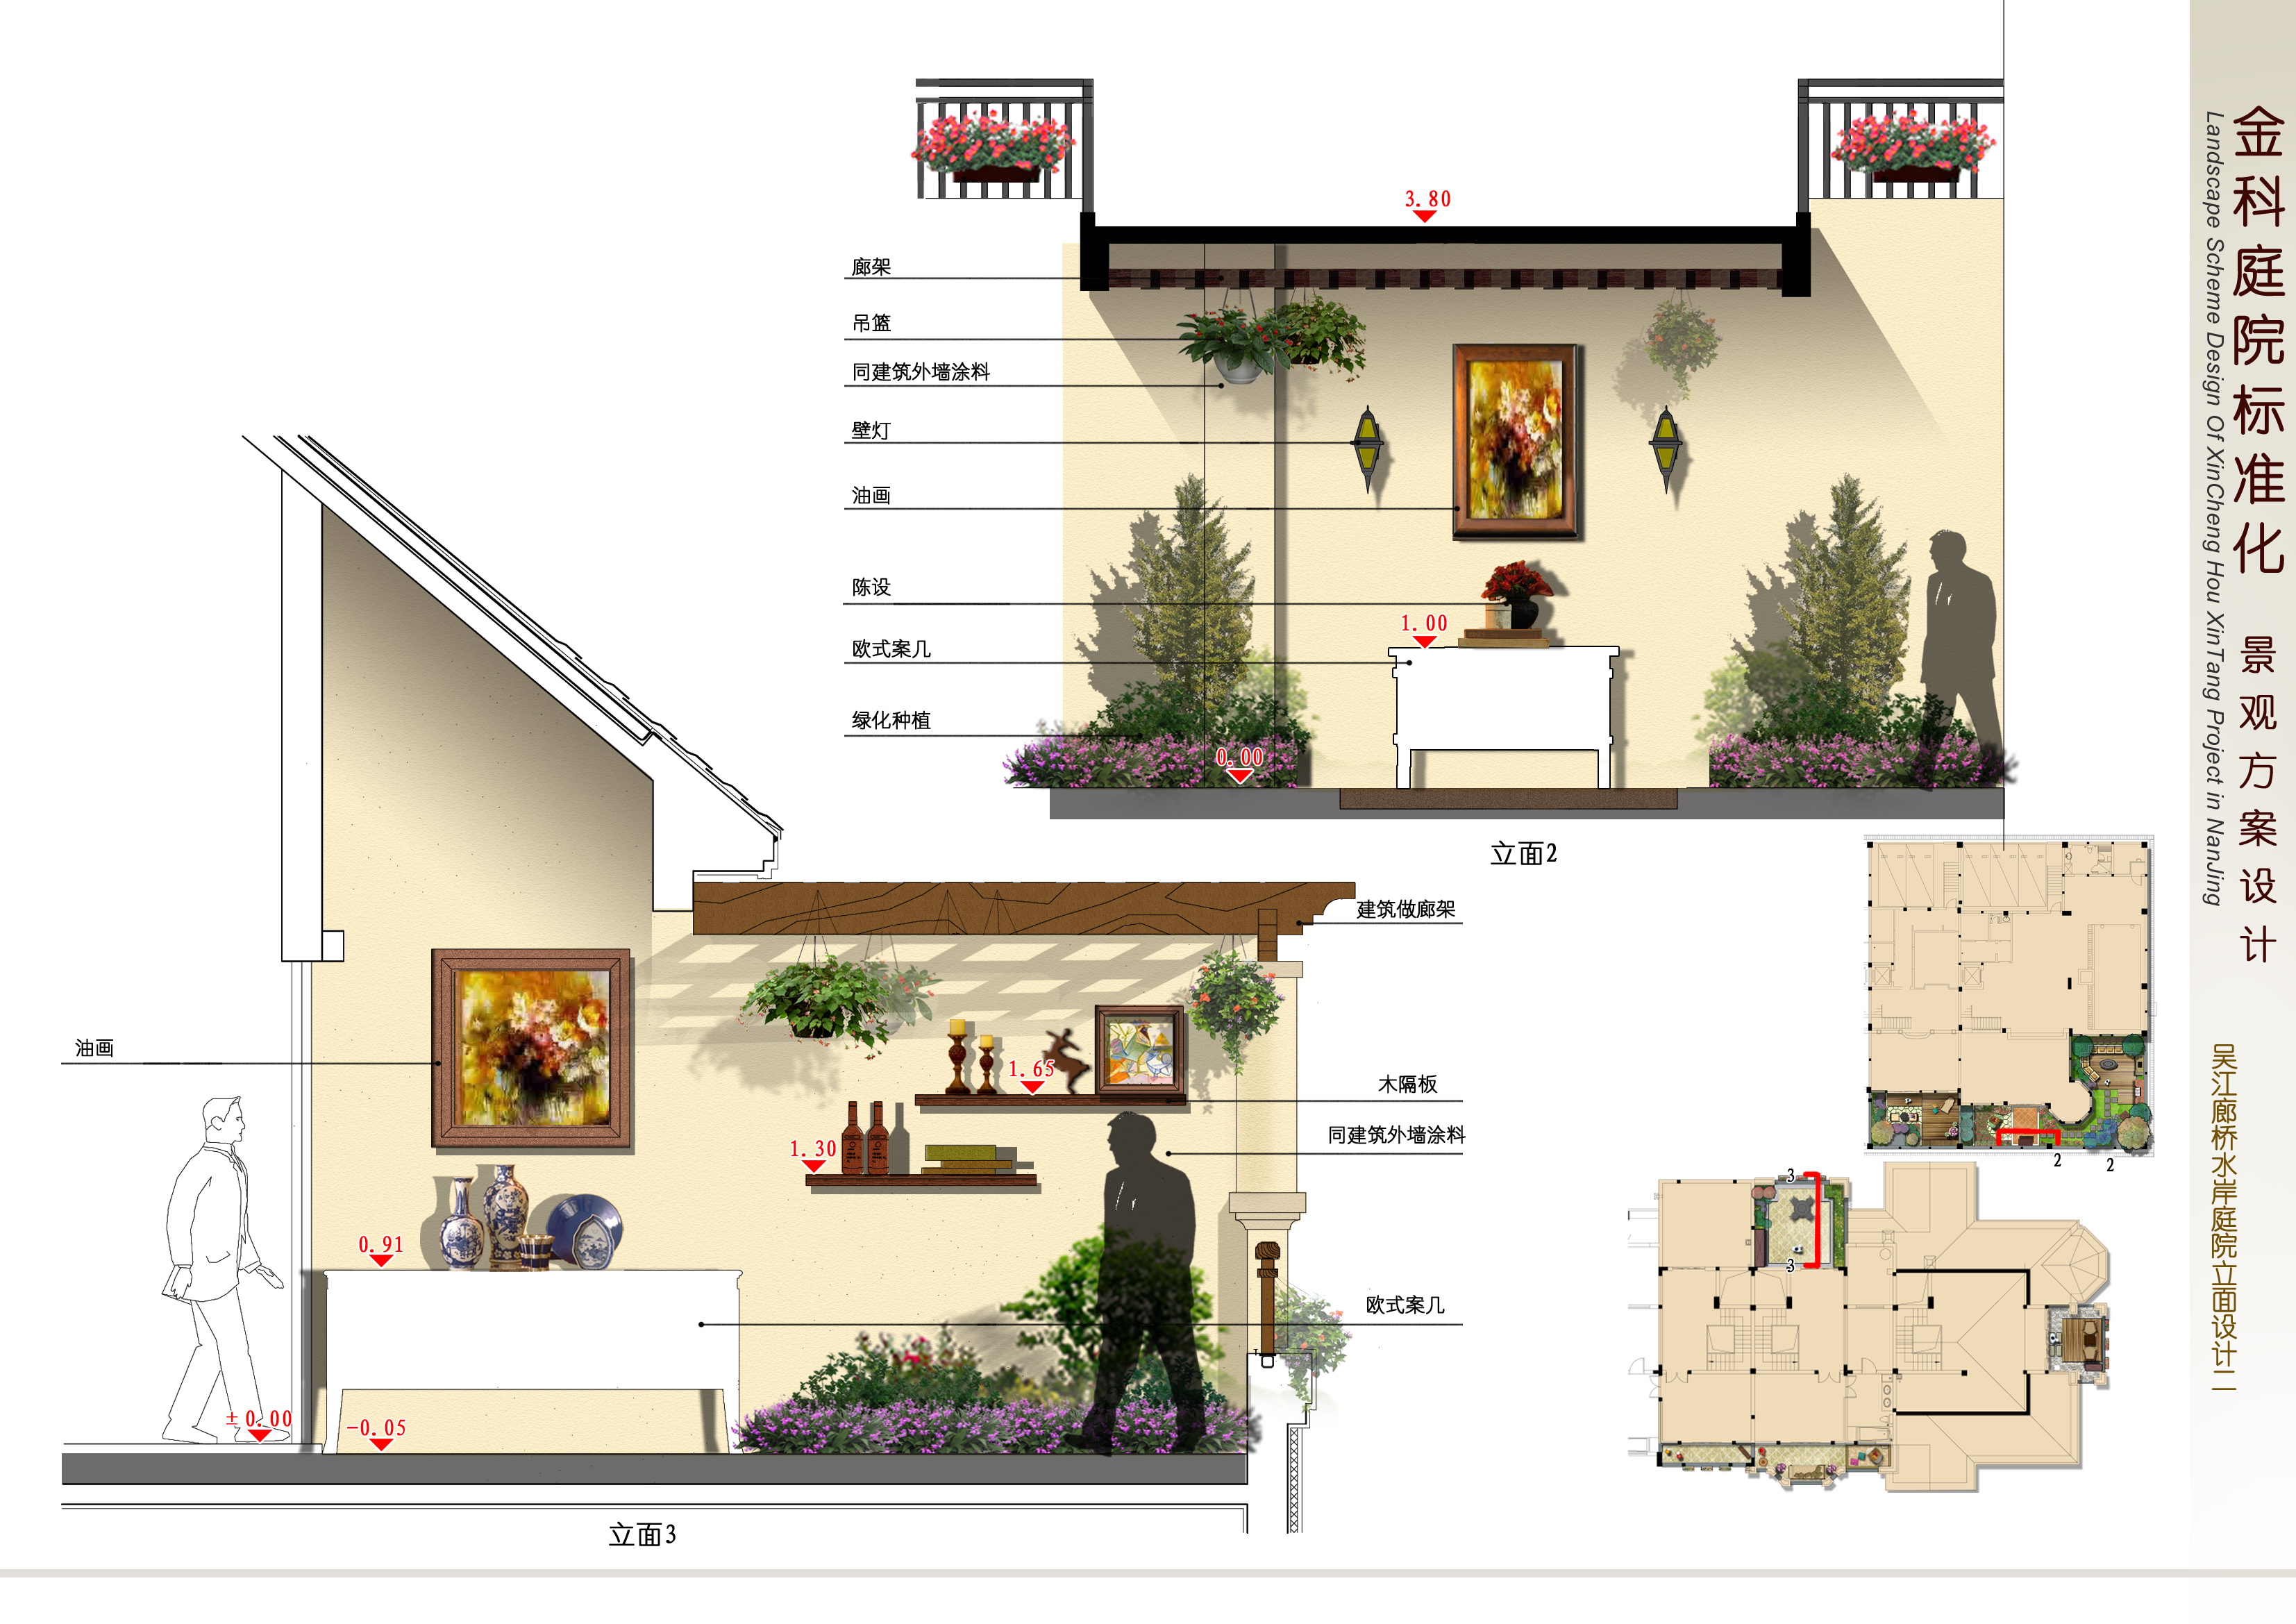 3.80
廊架
吊篮
同建筑外墙涂料
壁灯
油画
陈设
1.00
欧式案几
绿化种植
0.00
立面2
建筑做廊架
油画
1.65
木隔板
同建筑外墙涂料
1.30
0.91
欧式案几
±0.00
-0.05
立面3
2
2
3
3
金科庭院标准化 景观方案设计
Landscape Scheme Design Of XinCheng Hou XinTang Project in NanJing
吴江廊桥水岸庭院立面设计二